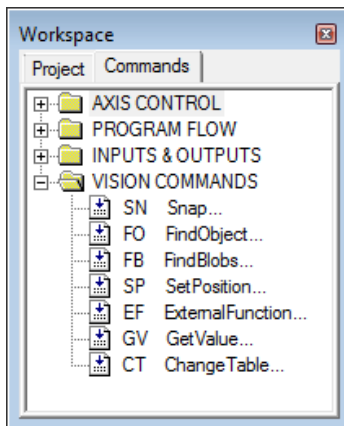 Workspace
Project Commands
AXIS CONTROL
PROGRAM FLOW
INPUTS & OUTPUTS
VISION COMMANDS
SN Snap...
FO FindObject...
FB FindBlobs...
SP SetPosition...
EF ExternalFunction...
GV GetValue...
CT ChangeTable...